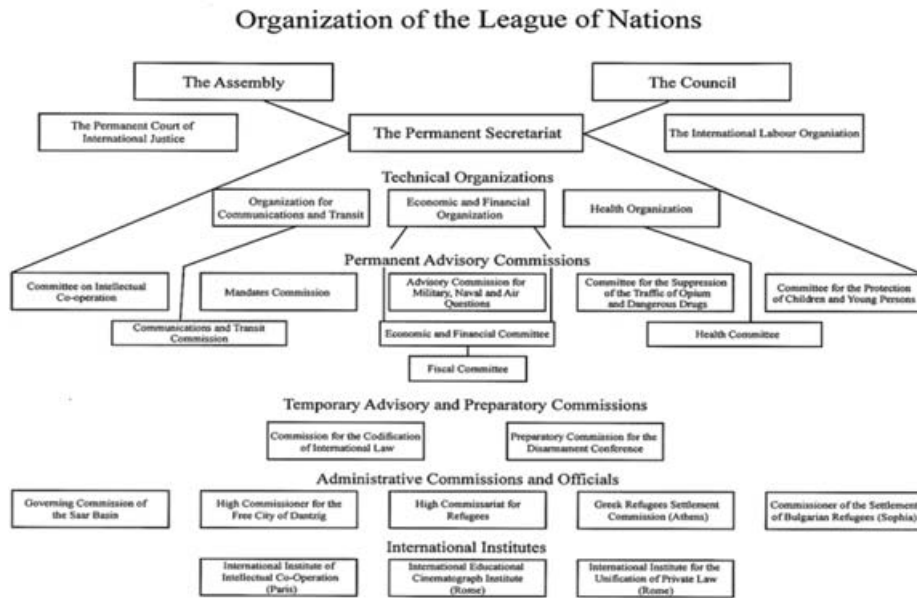 Organization of the League of Nations
The Assembly
The Council
The Permanent Court of
International Justice
The Permanent Secretariat
The International Labour Organiation
Technical Organizations
Organization for
Communications and Transit
Economic and Financial
Organization
Health Organization
Permanent Advisory Commissions
Committee on Intellectual
Co-operation
Mandates Commission
Advisory Commission for
Military, Naval and Air
Questions
Committee for the Suppression
of the Traffic of Opium
and Dangerous Drugs
Committee for the Protection
of Children and Young Persons
Communications and Transit
Commission
Economic and Financial Committee
Health Committee
Fiscal Committee
Temporary Advisory and Preparatory Commissions
Commission for the Codification
of International Law
Preparatory Commission for the
Disarmament Conference
Administrative Commissions and Officials
Governing Commission of
the Saar Basin
High Commissioner for the
Free City of Dantzig
High Commissariat for
Refugees
Greek Refugees Settlement
Commission (Athens)
Commissioner of the Settlement
of Bulgarian Refugees (Sophia)
International Institutes
International Institute of
Intellectual Co-Operation
(Paris)
International Educational
Cinematograph Institute
(Rome)
International Institute for the
Unification of Private Law
(Rome)